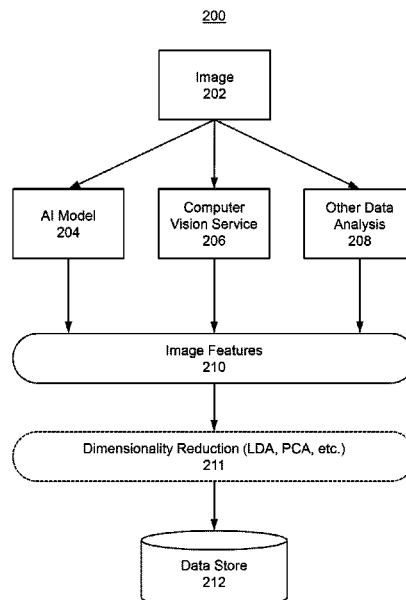 200
Image
202
AI Model
204
Computer
Vision Service
206
Other Data
Analysis
208
Image Features
210
Dimensionality Reduction (LDA, PCA, etc.)
211
Data Store
212